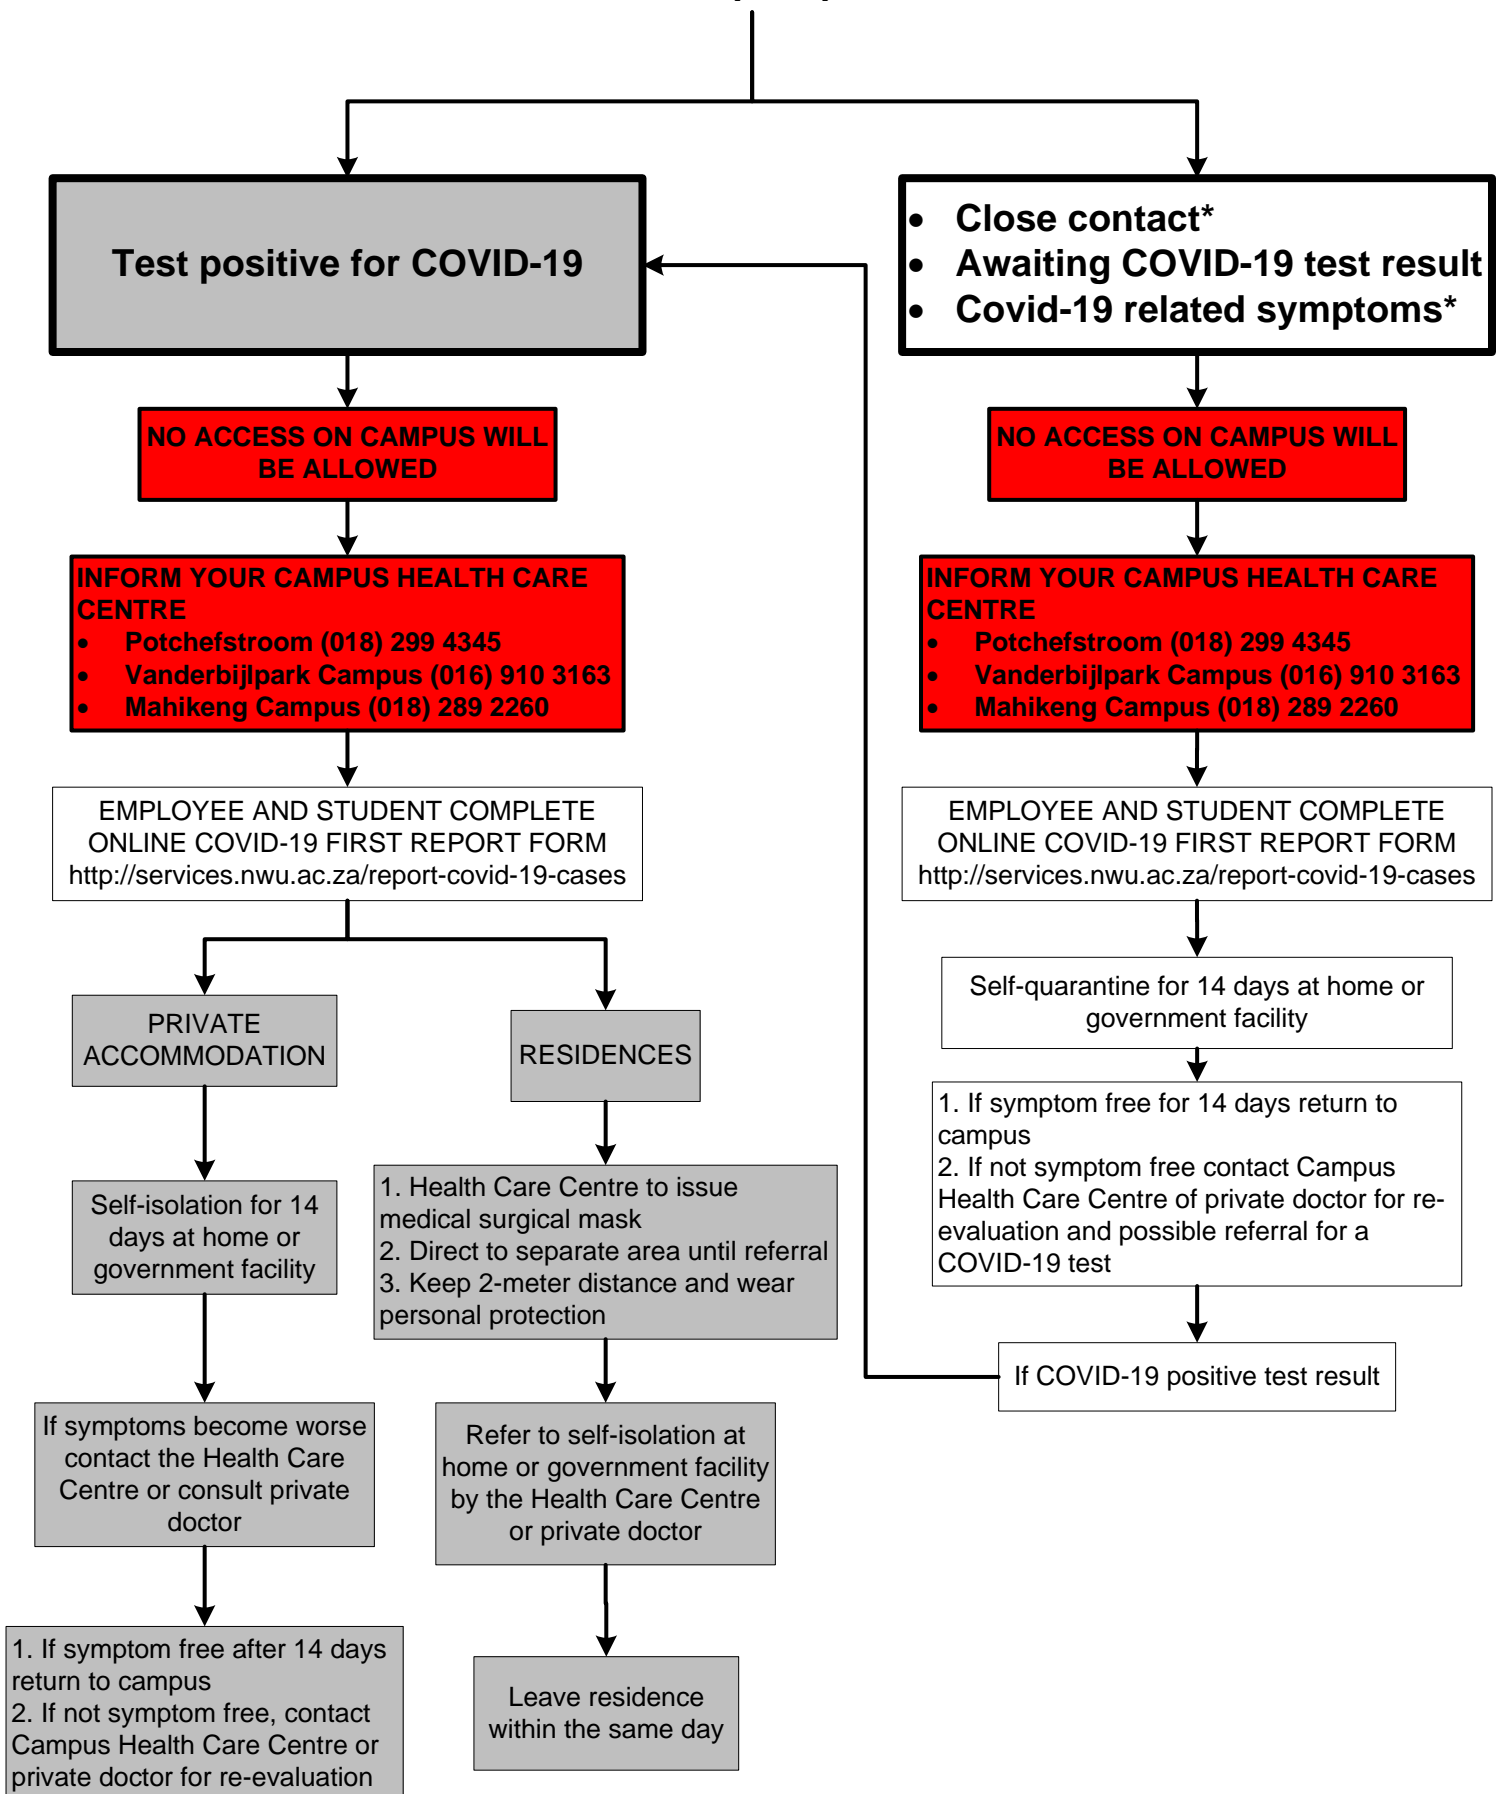 Test positive for COVID-19
• Close contact*
• Awaiting COVID-19 test result
• Covid-19 related symptoms*
NO ACCESS ON CAMPUS WILL
BE ALLOWED
NO ACCESS ON CAMPUS WILL
BE ALLOWED
INFORM YOUR CAMPUS HEALTH CARE
CENTRE
• Potchefstroom (018) 299 4345
• Vanderbijlpark Campus (016) 910 3163
• Mahikeng Campus (018) 289 2260
INFORM YOUR CAMPUS HEALTH CARE
CENTRE
• Potchefstroom (018) 299 4345
• Vanderbijlpark Campus (016) 910 3163
• Mahikeng Campus (018) 289 2260
EMPLOYEE AND STUDENT COMPLETE
ONLINE COVID-19 FIRST REPORT FORM
http://services.nwu.ac.za/report-covid-19-cases
EMPLOYEE AND STUDENT COMPLETE
ONLINE COVID-19 FIRST REPORT FORM
http://services.nwu.ac.za/report-covid-19-cases
PRIVATE
ACCOMMODATION
RESIDENCES
Self-quarantine for 14 days at home or
government facility
Self-isolation for 14
days at home or
government facility
1. Health Care Centre to issue
medical surgical mask
2. Direct to separate area until referral
3. Keep 2-meter distance and wear
personal protection
1. If symptom free for 14 days return to
campus
2. If not symptom free contact Campus
Health Care Centre of private doctor for re-
evaluation and possible referral for a
COVID-19 test
If COVID-19 positive test result
If symptoms become worse
contact the Health Care
Centre or consult private
doctor
Refer to self-isolation at
home or government facility
by the Health Care Centre
or private doctor
1. If symptom free after 14 days
return to campus
2. If not symptom free, contact
Campus Health Care Centre or
private doctor for re-evaluation
Leave residence
within the same day